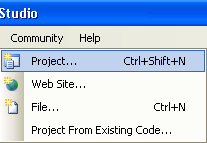 Studio
Community Help
Project... Ctrl+Shift+N
Web Site...
File... Ctrl+N
Project From Existing Code...